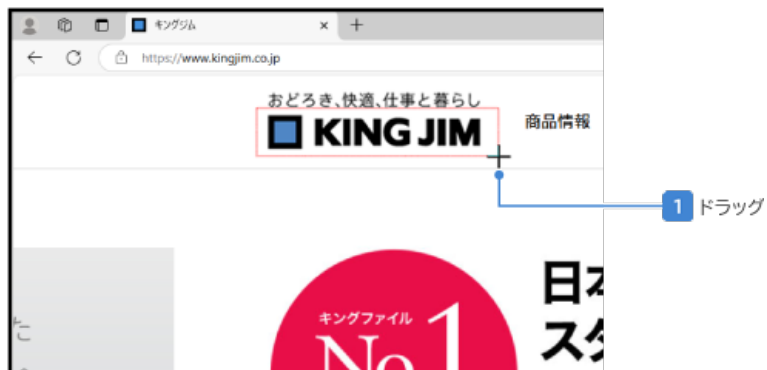 キングジム
https://www.kingjim.co.jp
おどろき、快適、仕事と暮らし
KING JIM
商品情報
1 ドラッグ
キングファイル
No.1
日本
スタ
た